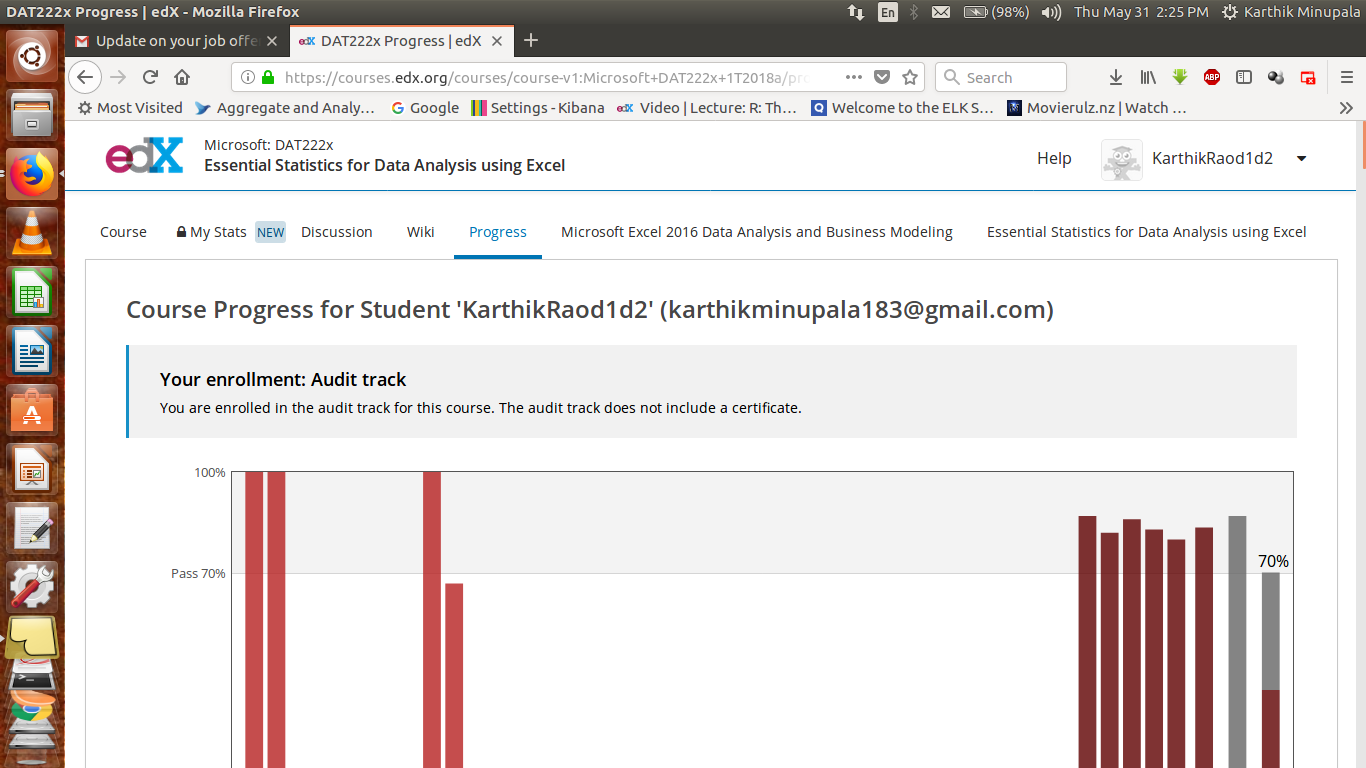 DAT222x Progress | edX - Mozilla Firefox
En
(98%)
Thu May 31 2:25 PM
Karthik Minupala
Update on your job offe
edX DAT222x Progress | edX
https://courses.edx.org/courses/course-v1:Microsoft+DAT222x+1T2018a/pr
Search
ABP
Most Visited
Aggregate and Analy...
Google
Settings - Kibana
edX Video | Lecture: R: Th...
Welcome to the ELK S...
Movierulz.nz | Watch ...
edX
Microsoft: DAT222x
Essential Statistics for Data Analysis using Excel
Help
KarthikRaod1d2
Course
My Stats NEW
Discussion
Wiki
Progress
Microsoft Excel 2016 Data Analysis and Business Modeling
Essential Statistics for Data Analysis using Excel
Course Progress for Student 'KarthikRaod1d2' (karthikminupala183@gmail.com)
Your enrollment: Audit track
You are enrolled in the audit track for this course. The audit track does not include a certificate.
100%
Pass 70%
70%